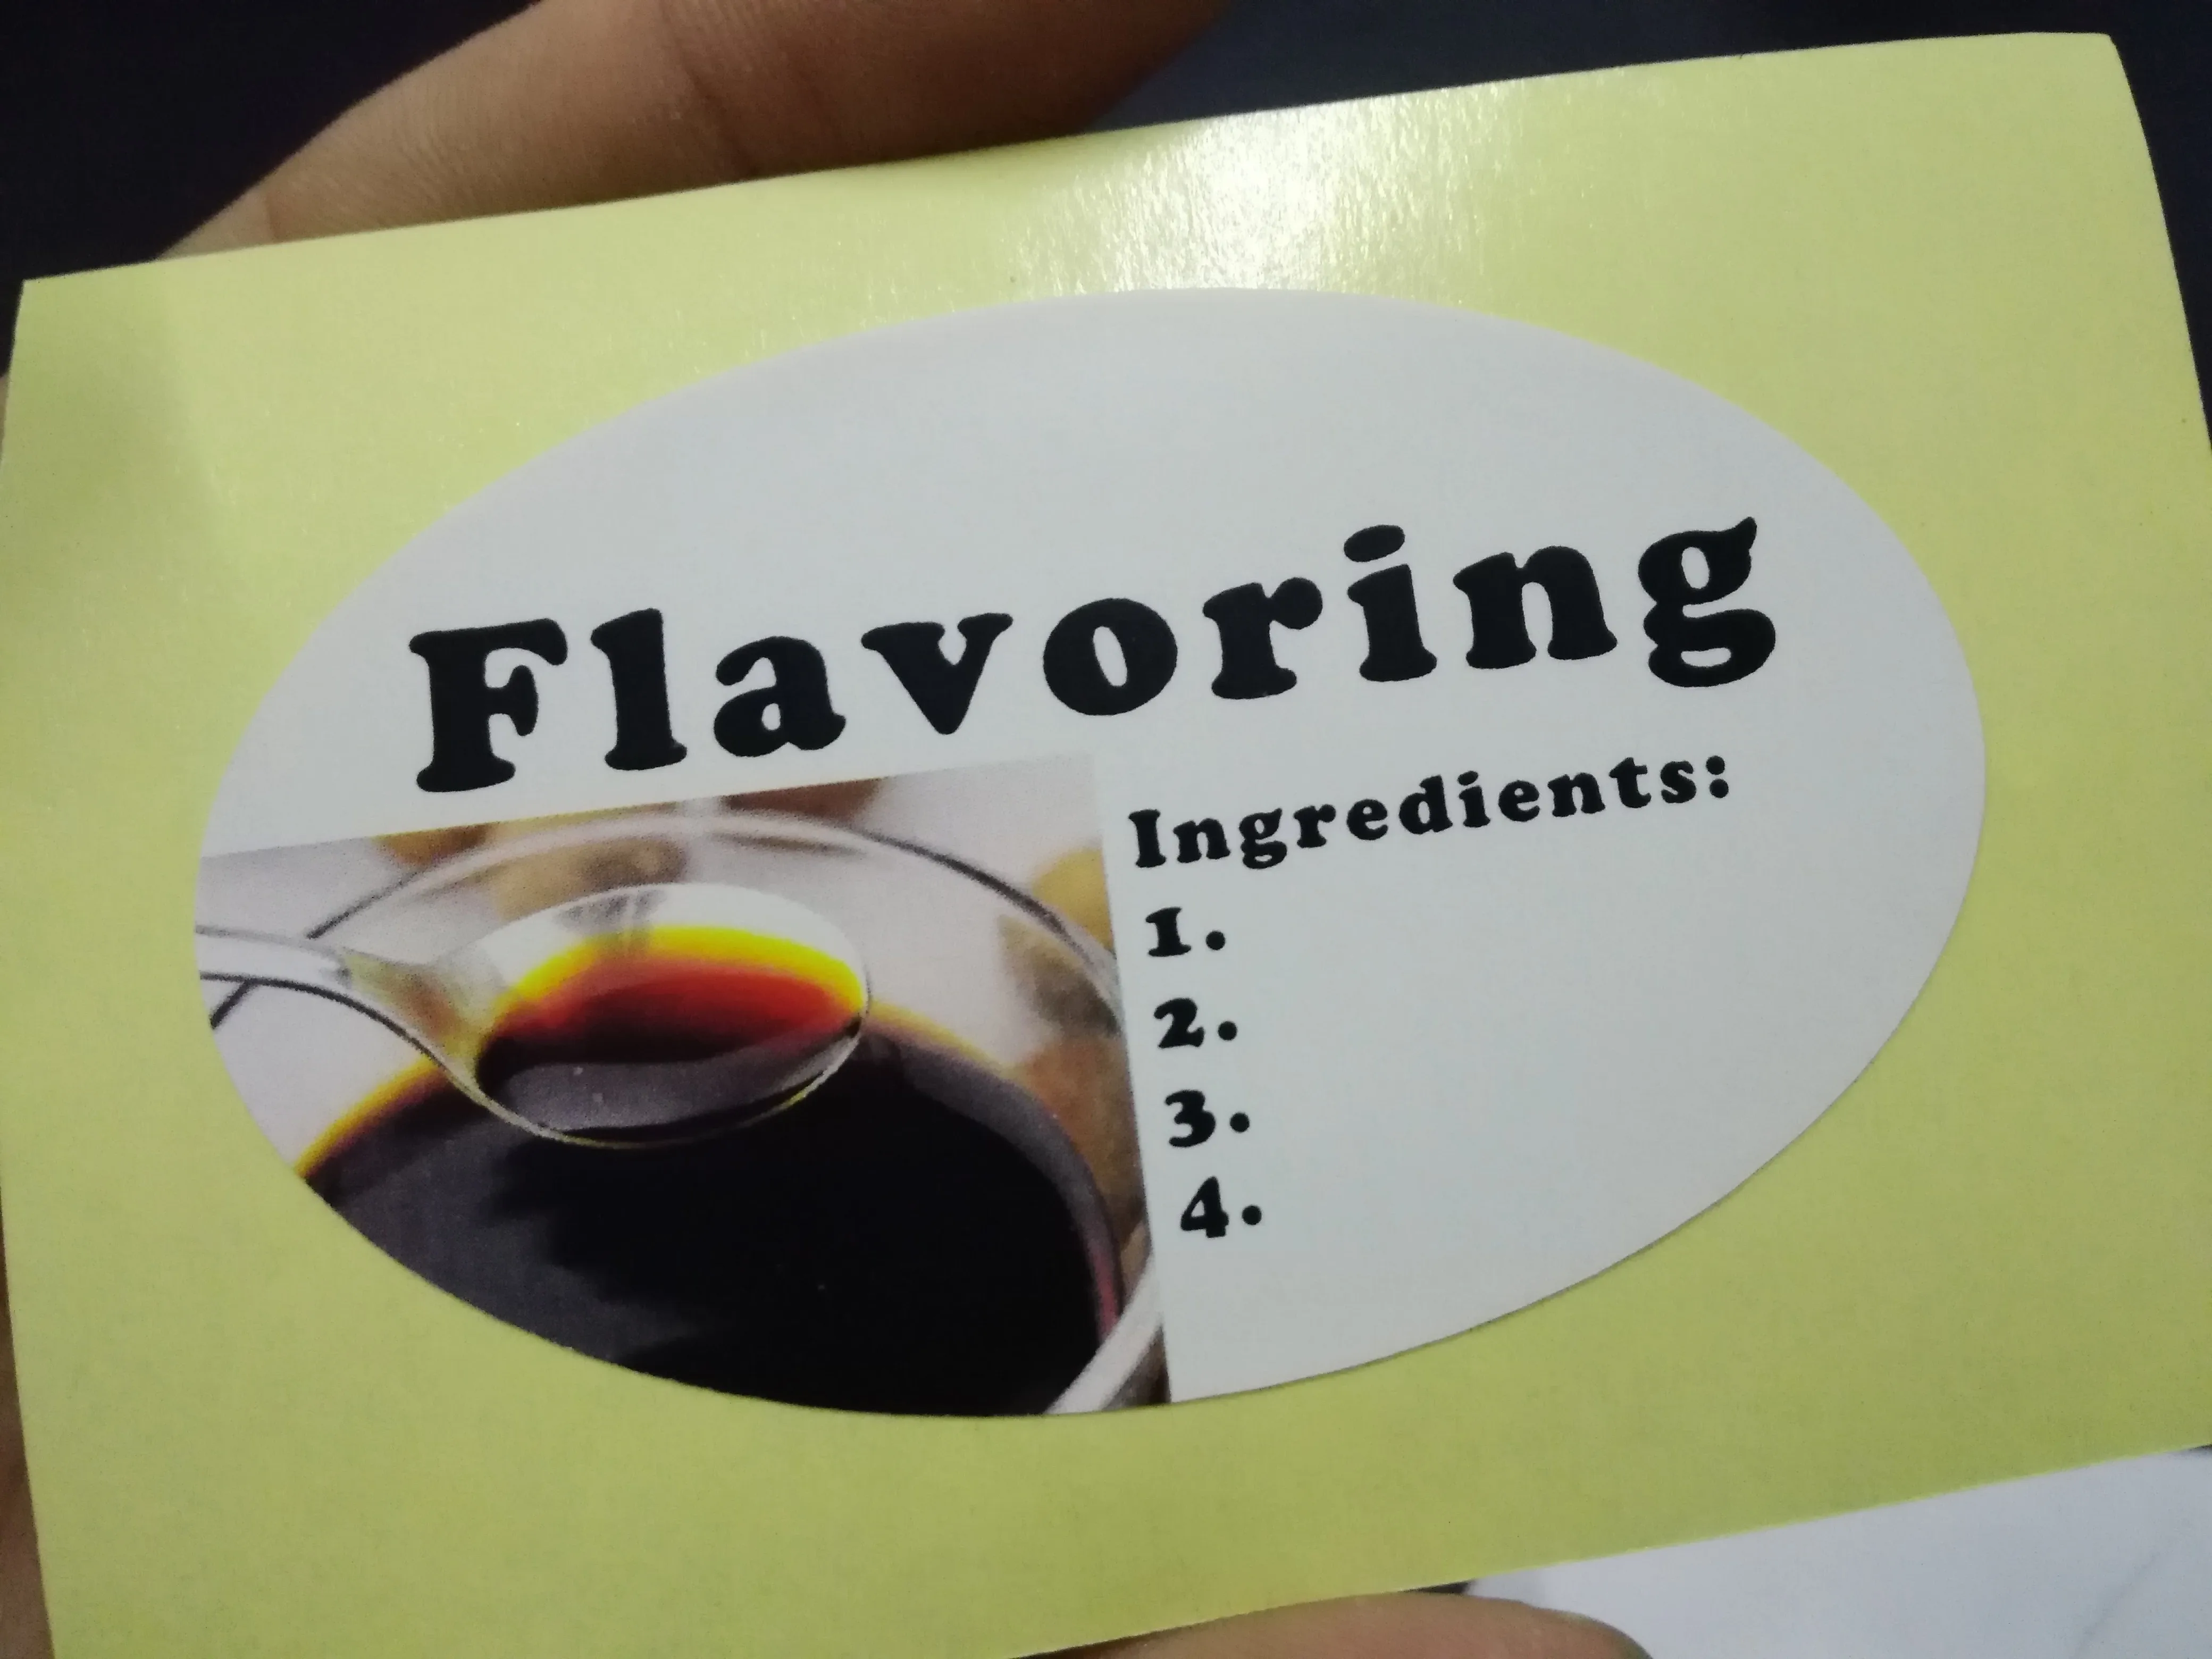 Flavoring
Ingredients:
1.
2.
3.
4.